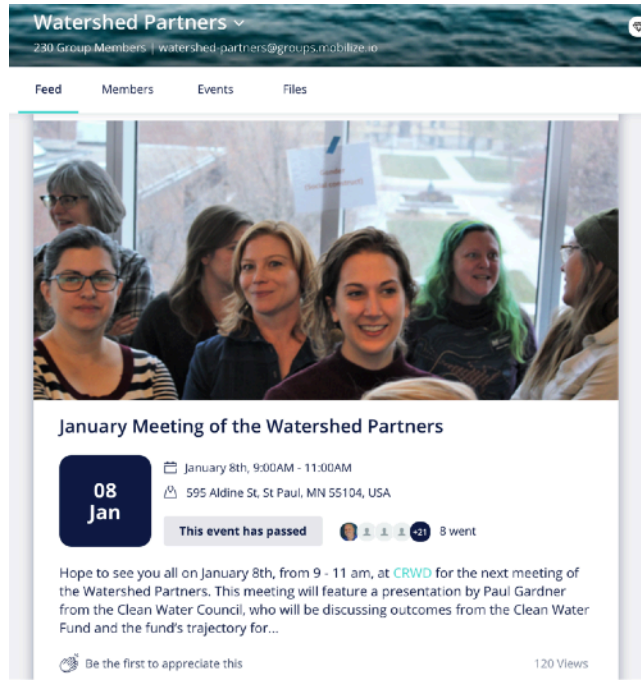 Watershed Partners
230 Group Members | watershed-partners@groups.mobilize.io
Feed Members Events Files
Gender
(Social construct)
January Meeting of the Watershed Partners
08
Jan
January 8th, 9:00AM - 11:00AM
595 Aldine St, St Paul, MN 55104, USA
This event has passed
+21
8 went
Hope to see you all on January 8th, from 9 - 11 am, at CRWD for the next meeting of
the Watershed Partners. This meeting will feature a presentation by Paul Gardner
from the Clean Water Council, who will be discussing outcomes from the Clean Water
Fund and the fund's trajectory for...
Be the first to appreciate this
120 Views